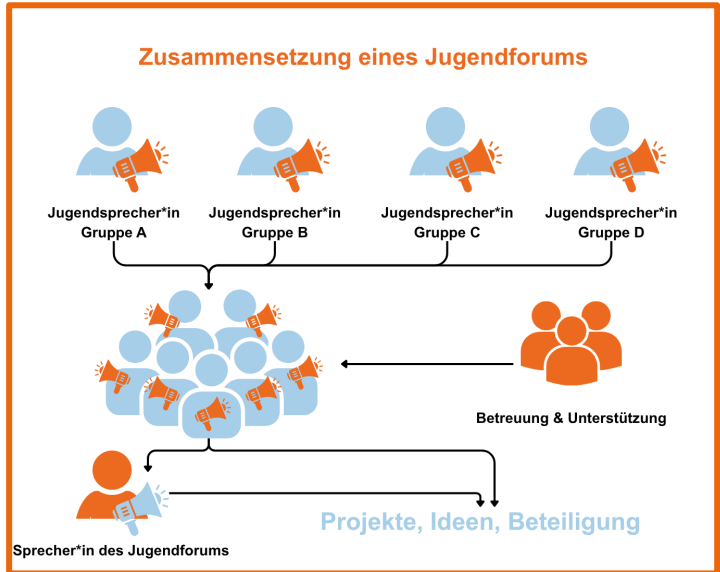 Zusammensetzung eines Jugendforums
Jugendsprecher*in
Gruppe A
Jugendsprecher*in
Gruppe B
Jugendsprecher*in
Gruppe C
Jugendsprecher*in
Gruppe D
Betreuung & Unterstützung
Projekte, Ideen, Beteiligung
Sprecher*in des Jugendforums